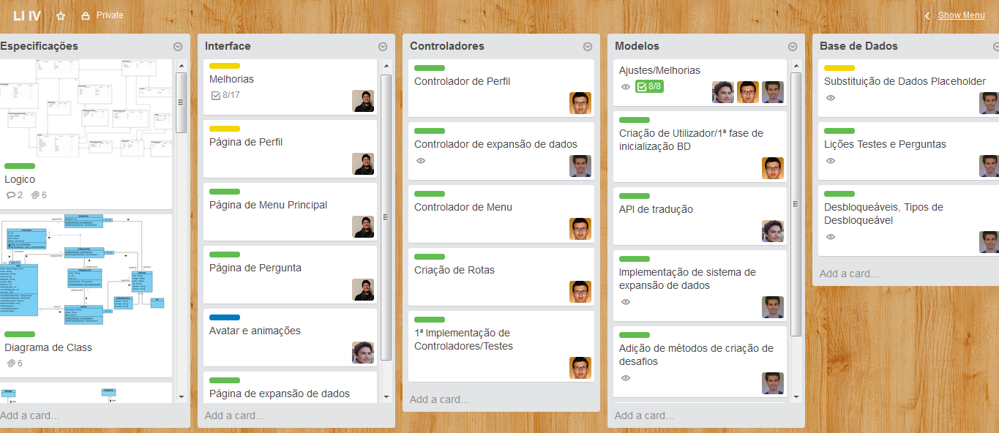 LI IV
Private
Show Menu
Especificações
Logico
2
6
Diagrama de Class
6
Add a card…
Interface
Melhorias
8/17
Página de Perfil
Página de Menu Principal
Página de Pergunta
Avatar e animações
Página de expansão de dados
Add a card…
Controladores
Controlador de Perfil
Controlador de expansão de dados
Controlador de Menu
Criação de Rotas
1ª Implementação de
Controladores/Testes
Add a card…
Modelos
Ajustes/Melhorias
8/8
Criação de Utilizador/1ª fase de
inicialização BD
API de tradução
Implementação de sistema de
expansão de dados
Adição de métodos de criação de
desafios
Add a card…
Base de Dados
Substituição de Dados Placeholder
Lições Testes e Perguntas
Desbloqueáveis, Tipos de
Desbloqueável
Add a card…